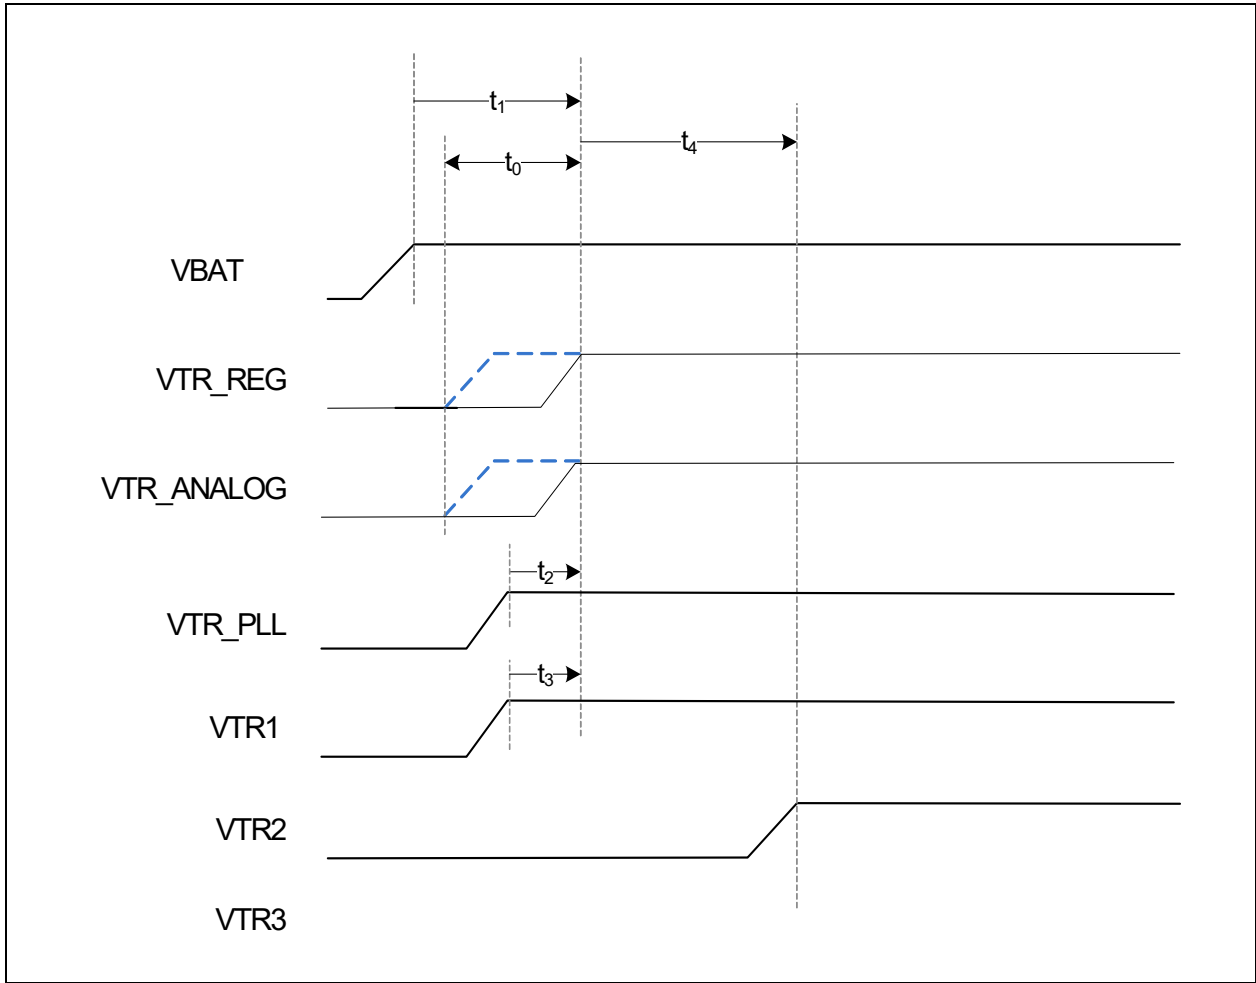 t₁
t₄
t₀
VBAT
VTR_REG
VTR_ANALOG
t₂
VTR_PLL
t₃
VTR1
VTR2
VTR3